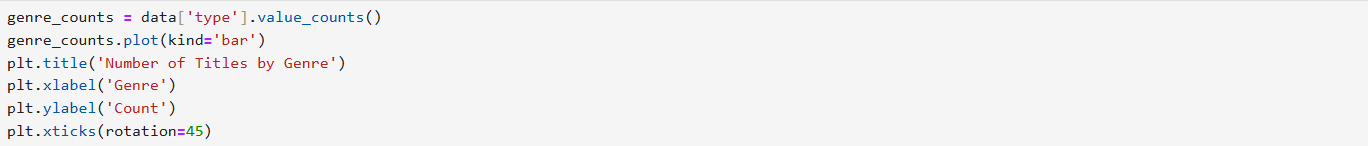 genre_counts = data['type'].value_counts()
genre_counts.plot(kind='bar')
plt.title('Number of Titles by Genre')
plt.xlabel('Genre')
plt.ylabel('Count')
plt.xticks(rotation=45)